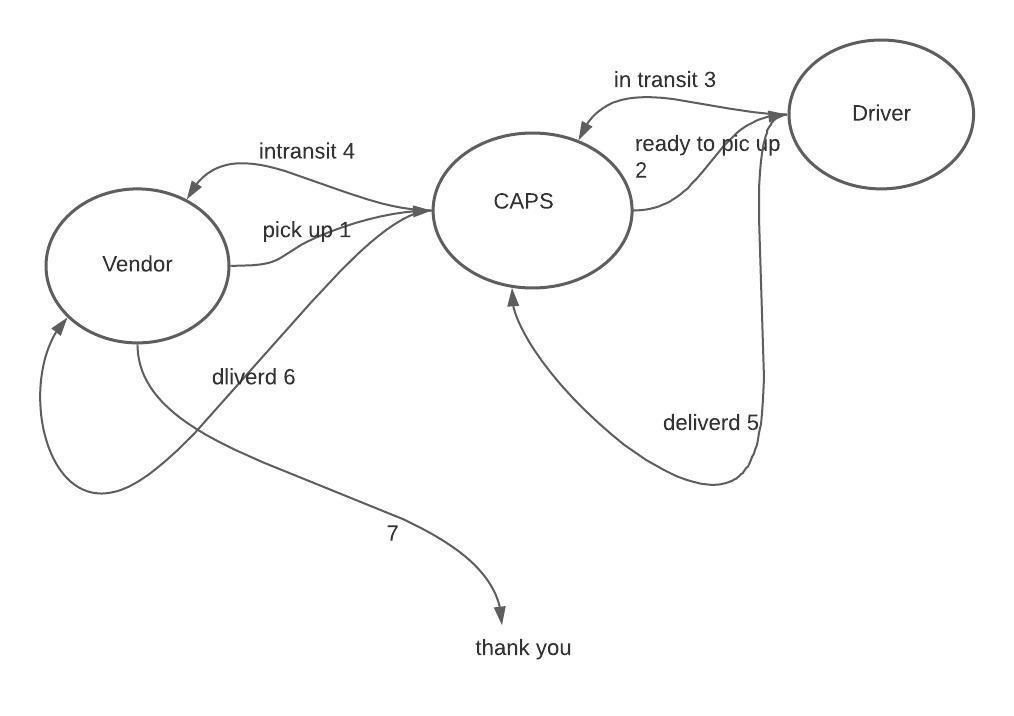 in transit 3
Driver
ready to pic up
2
intransit 4
CAPS
pick up 1
Vendor
dliverd 6
deliverd 5
7
thank you